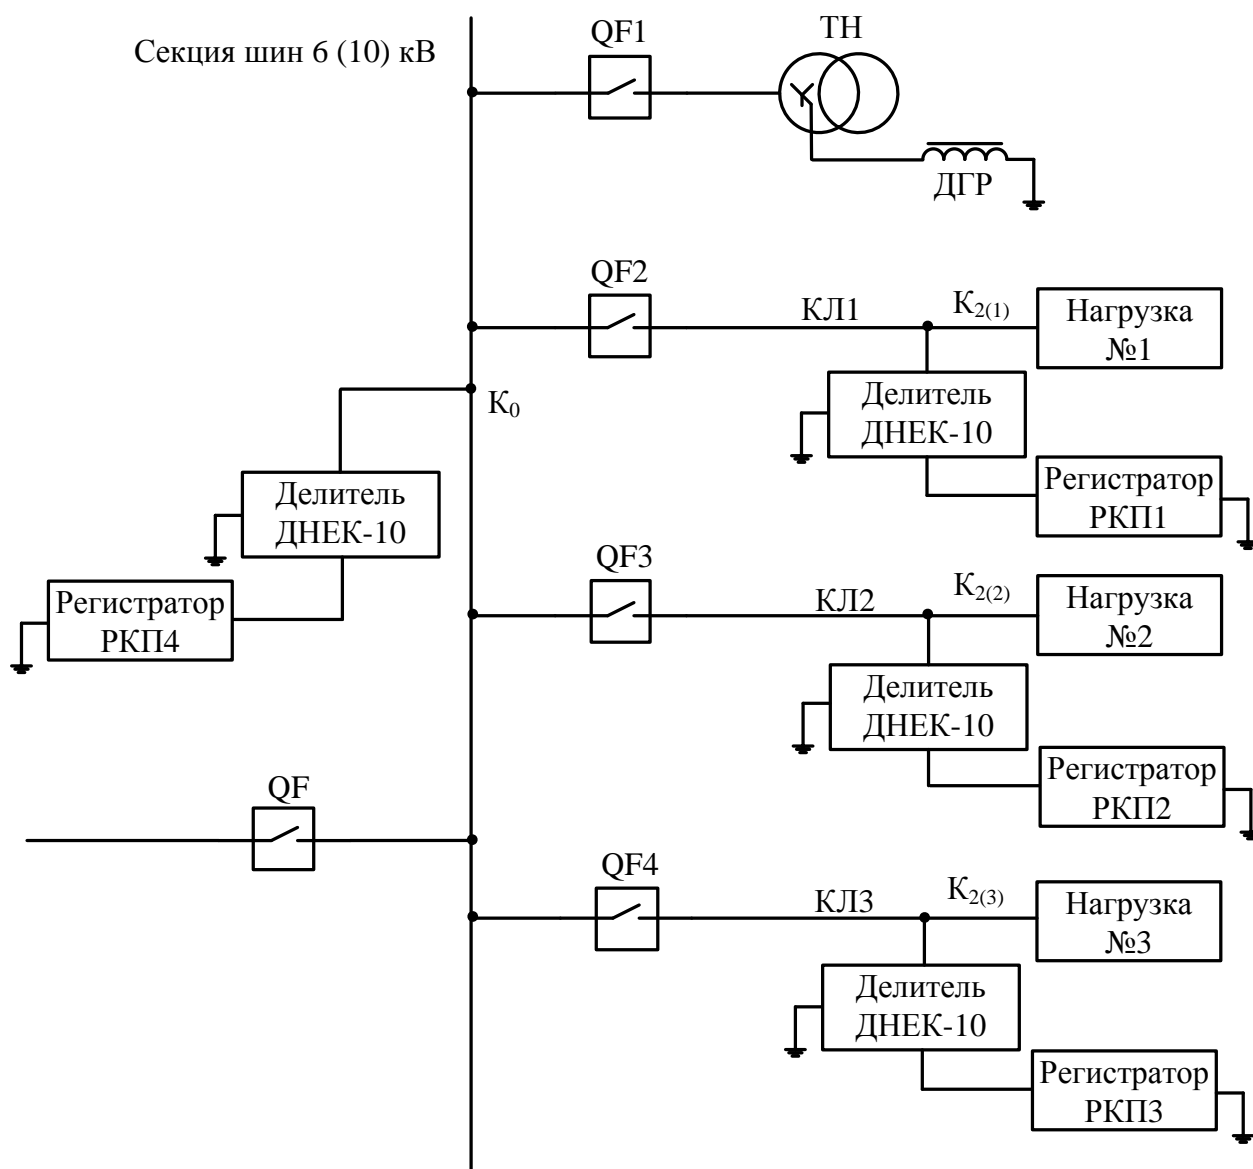 Секция шин 6 (10) кВ
QF1
ТН
ДГР
QF2
КЛ1
К2(1)
Нагрузка
№1
К0
Делитель
ДНЕК-10
Регистратор
РКП1
Делитель
ДНЕК-10
Регистратор
РКП4
QF3
КЛ2
К2(2)
Нагрузка
№2
Делитель
ДНЕК-10
Регистратор
РКП2
QF
QF4
КЛ3
К2(3)
Нагрузка
№3
Делитель
ДНЕК-10
Регистратор
РКП3